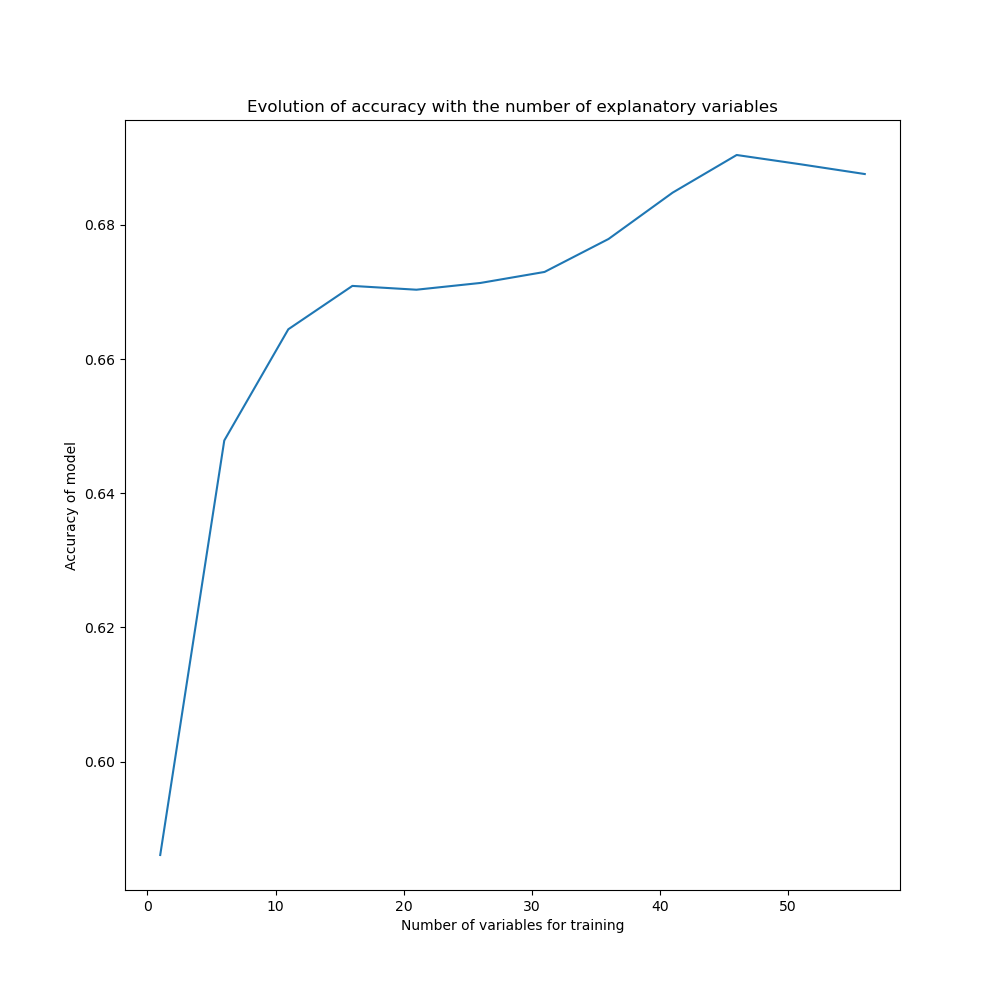 Evolution of accuracy with the number of explanatory variables
0.68
0.66
0.64
0.62
0.60
Accuracy of model
0 10 20 30 40 50
Number of variables for training